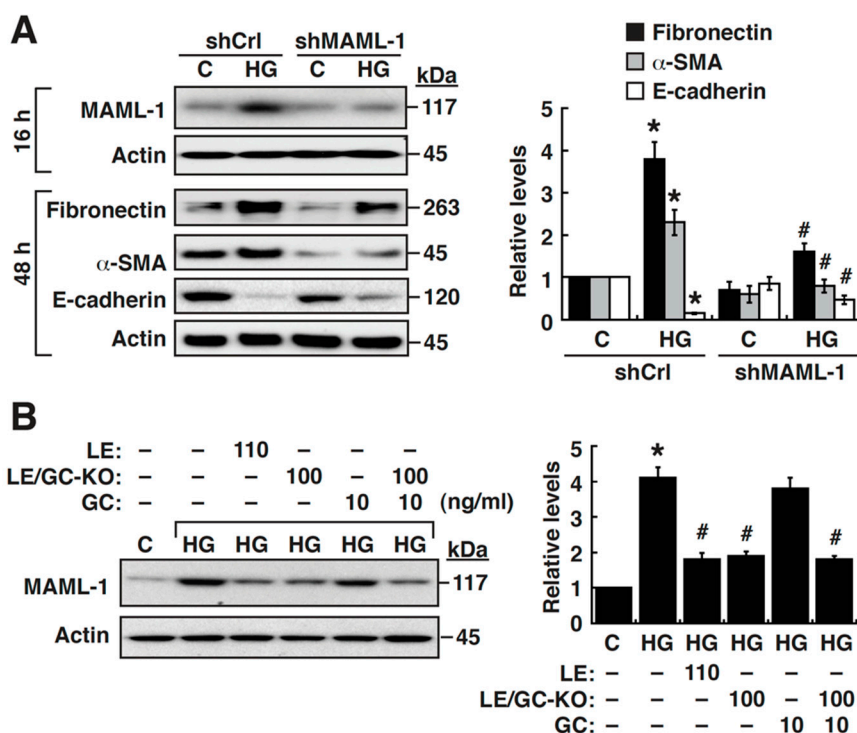 A
shCrl shMAML-1
C HG C HG kDa
16 h
MAML-1 117
Actin 45
48 h
Fibronectin 263
α-SMA 45
E-cadherin 120
Actin 45
Fibronectin
α-SMA
E-cadherin
Relative levels
5
4
3
2
1
0
* * *
# # #
C HG C HG
shCrl shMAML-1
B
LE: – – 110 – – –
LE/GC-KO: – – – 100 – 100
GC: – – – – 10 10 (ng/ml)
C HG HG HG HG HG kDa
MAML-1 117
Actin 45
Relative levels
5
4
3
2
1
0
* # # #
C HG HG HG HG HG
LE: – – 110 – – –
LE/GC-KO: – – – 100 – 100
GC: – – – – 10 10